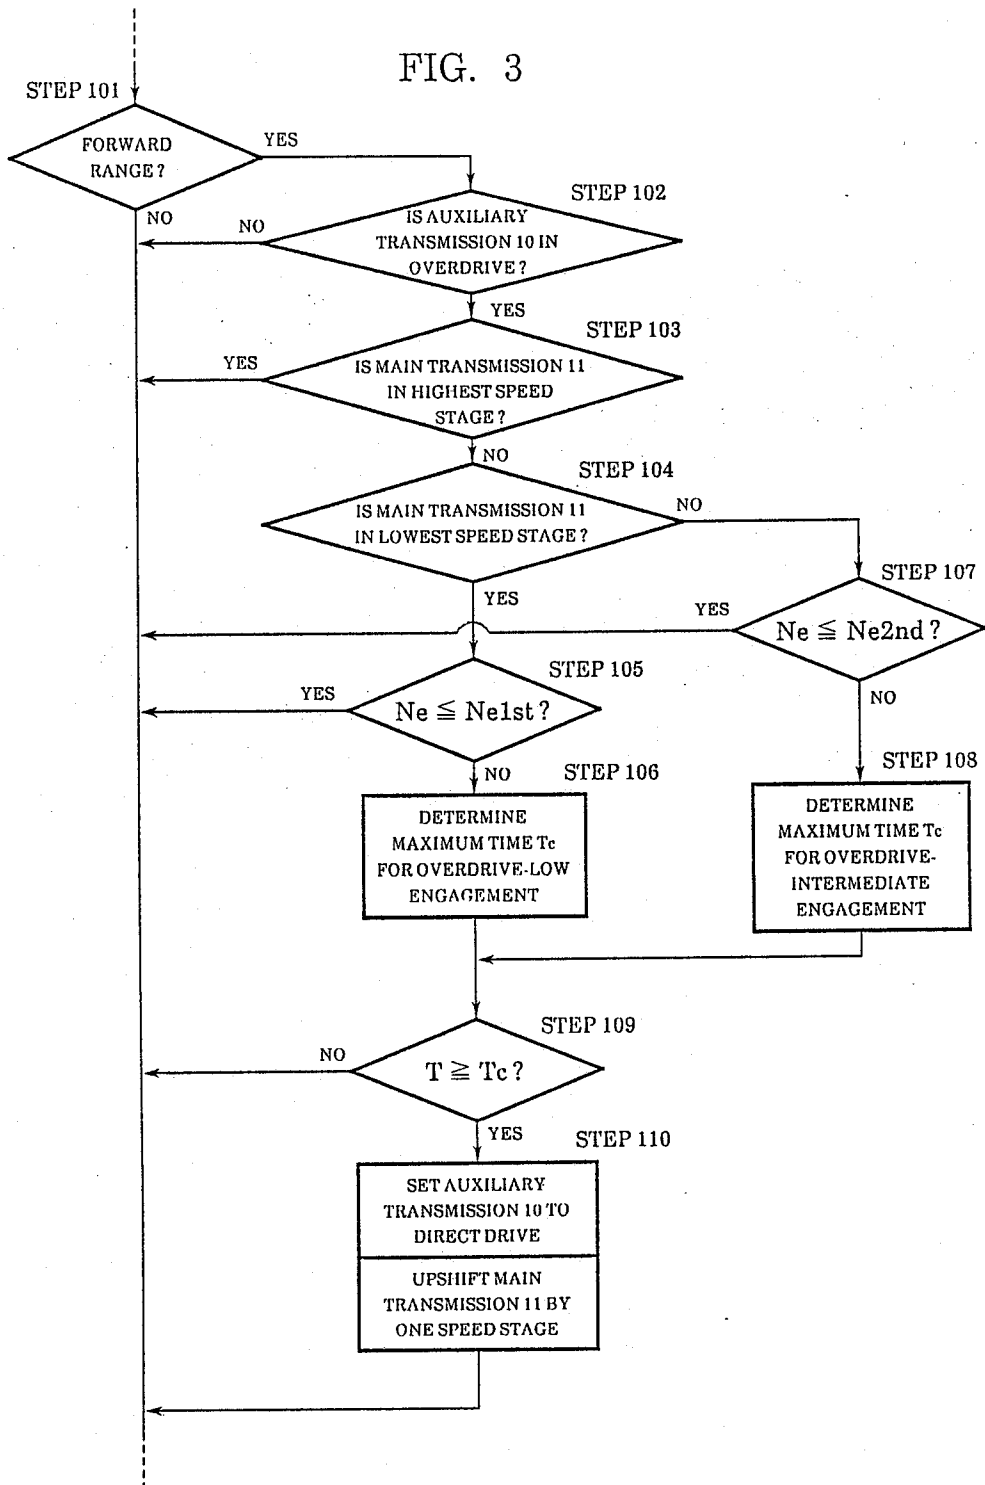 FIG. 3
STEP 101
FORWARD
RANGE?
YES
NO
STEP 102
IS AUXILIARY
TRANSMISSION 10 IN
OVERDRIVE?
NO
YES
STEP 103
IS MAIN TRANSMISSION 11
IN HIGHEST SPEED
STAGE?
YES
NO
STEP 104
IS MAIN TRANSMISSION 11
IN LOWEST SPEED STAGE?
NO
YES
STEP 107
Ne ≦ Ne2nd?
YES
NO
STEP 105
Ne ≦ Ne1st?
YES
NO
STEP 106
DETERMINE
MAXIMUM TIME Tc
FOR OVERDRIVE-LOW
ENGAGEMENT
STEP 108
DETERMINE
MAXIMUM TIME Tc
FOR OVERDRIVE-
INTERMEDIATE
ENGAGEMENT
STEP 109
T ≧ Tc?
NO
YES
STEP 110
SET AUXILIARY
TRANSMISSION 10 TO
DIRECT DRIVE
UPSHIFT MAIN
TRANSMISSION 11 BY
ONE SPEED STAGE